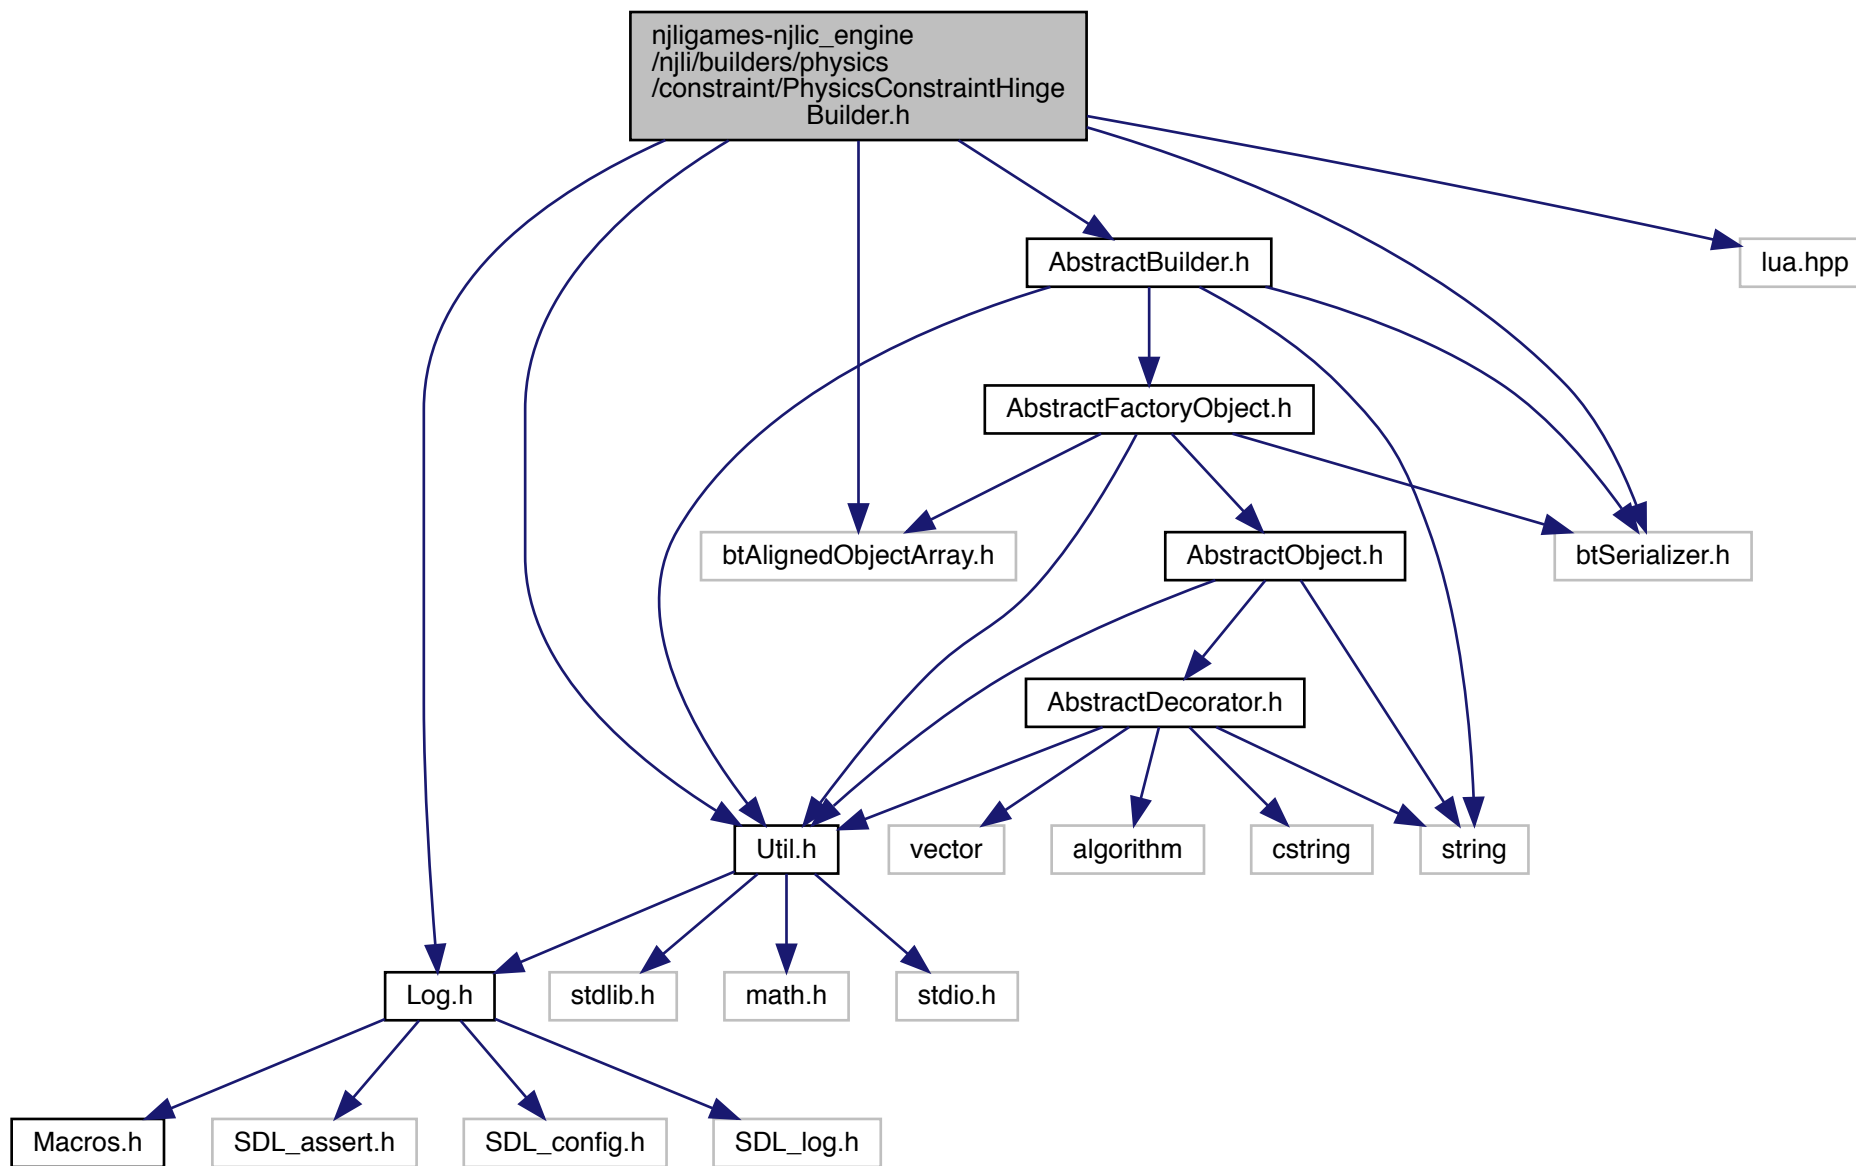 njligames-njlic_engine
/njli/builders/physics
/constraint/PhysicsConstraintHinge
Builder.h
AbstractBuilder.h
lua.hpp
AbstractFactoryObject.h
btAlignedObjectArray.h
AbstractObject.h
btSerializer.h
AbstractDecorator.h
Util.h
vector
algorithm
cstring
string
Log.h
stdlib.h
math.h
stdio.h
Macros.h
SDL_assert.h
SDL_config.h
SDL_log.h